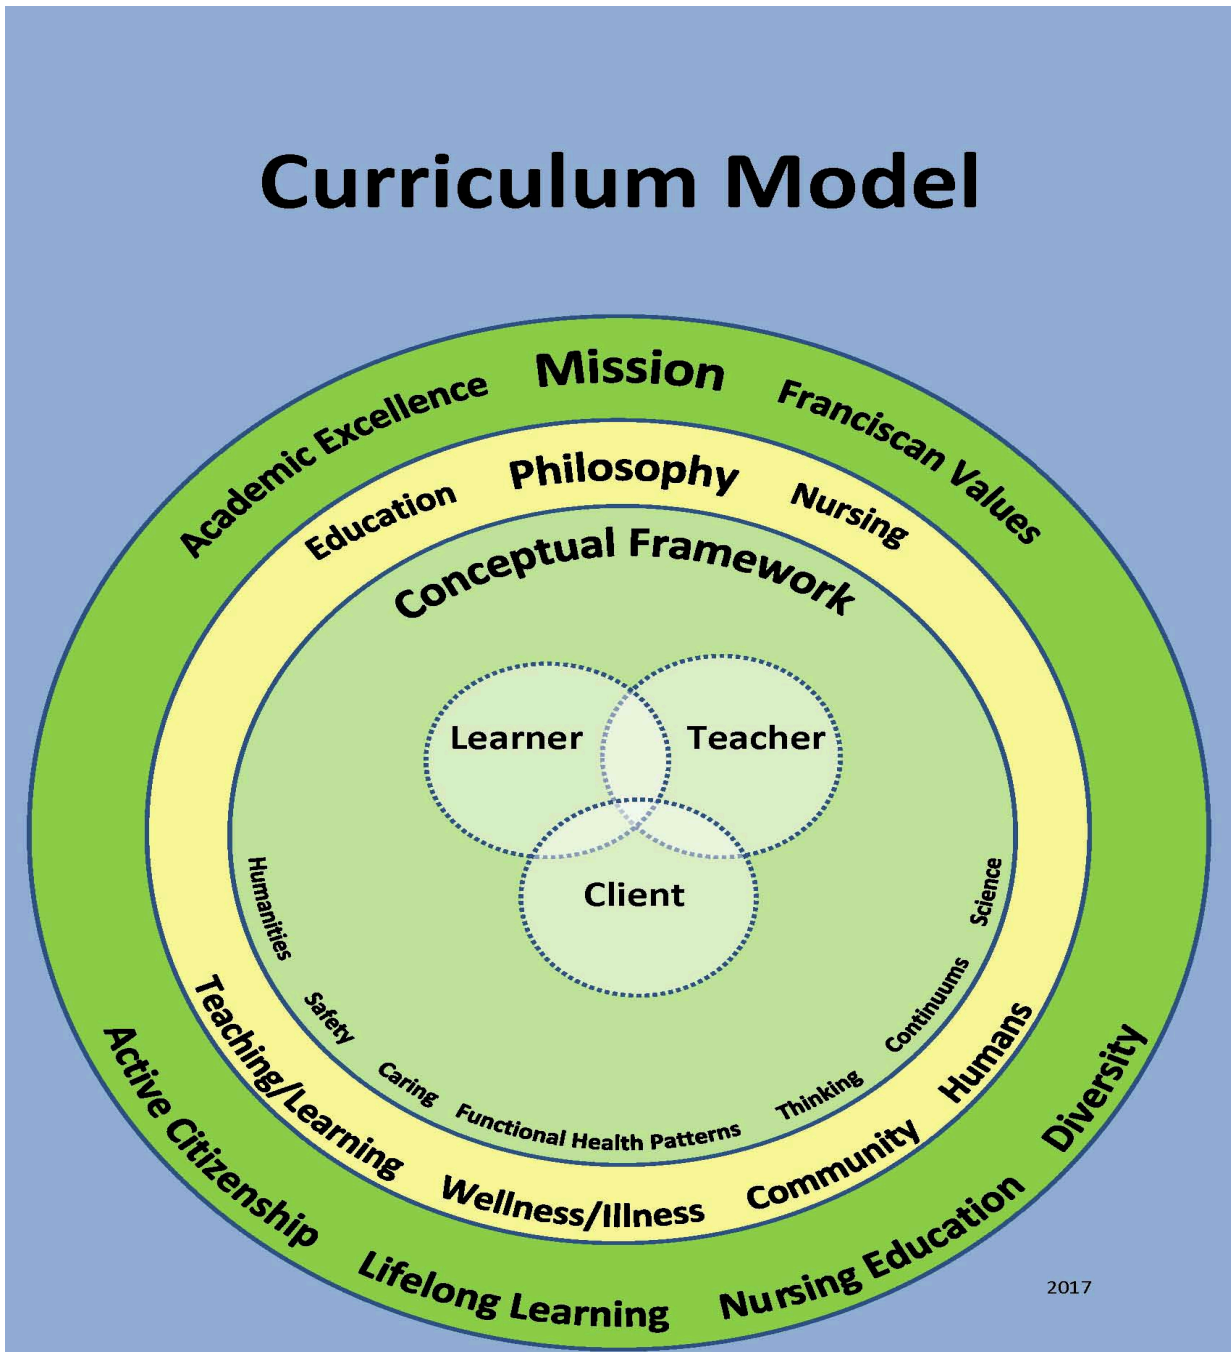 Curriculum Model
Mission
Academic Excellence
Franciscan Values
Philosophy
Education
Nursing
Conceptual Framework
Learner
Teacher
Client
Humanities
Safety
Caring
Functional Health Patterns
Thinking
Continuums
Science
Teaching/Learning
Wellness/Illness
Community
Humans
Active Citizenship
Lifelong Learning
Nursing Education
Diversity
2017